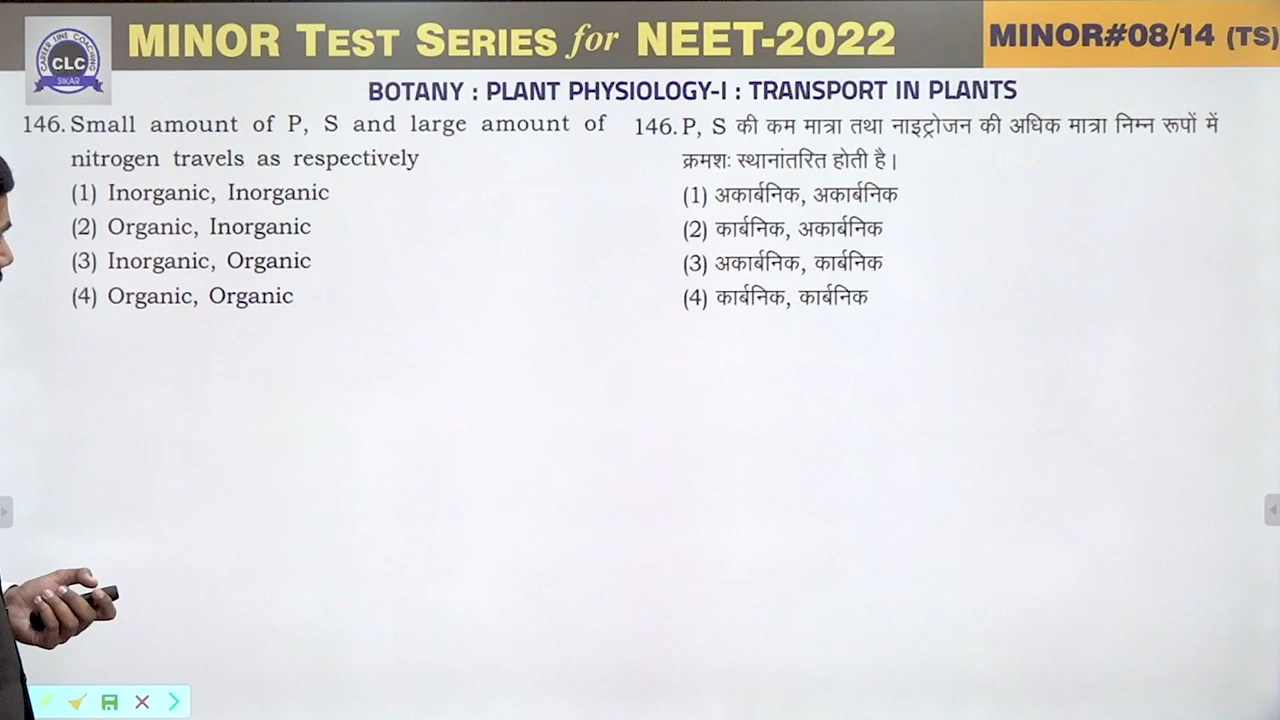 CAREER LINE COACHING
CLC
SIKAR
MINOR TEST SERIES for NEET-2022
MINOR#08/14 (TS)
BOTANY : PLANT PHYSIOLOGY-I : TRANSPORT IN PLANTS
146. Small amount of P, S and large amount of
nitrogen travels as respectively
(1) Inorganic, Inorganic
(2) Organic, Inorganic
(3) Inorganic, Organic
(4) Organic, Organic
146. P, S की कम मात्रा तथा नाइट्रोजन की अधिक मात्रा निम्न रूपों में
क्रमशः स्थानांतरित होती है।
(1) अकार्बनिक, अकार्बनिक
(2) कार्बनिक, अकार्बनिक
(3) अकार्बनिक, कार्बनिक
(4) कार्बनिक, कार्बनिक